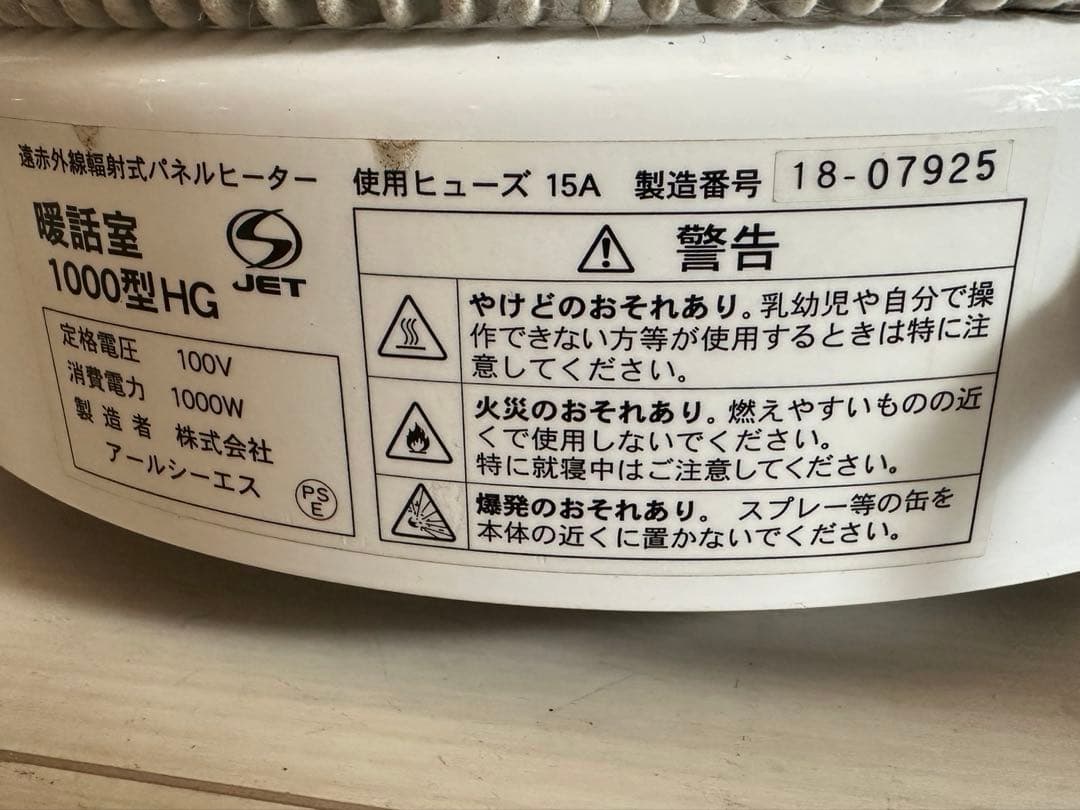 遠赤外線輻射式パネルヒーター
暖話室
1000型HG
JET
定格電圧 100V
消費電力 1000W
製造者 株式会社
アールシーエス
PS
E
使用ヒューズ 15A 製造番号 18-07925
警告
やけどのおそれあり。乳幼児や自分で操
作できない方等が使用するときは特に注
意してください。
火災のおそれあり。燃えやすいものの近
くで使用しないでください。
特に就寝中はご注意してください。
爆発のおそれあり。 スプレー等の缶を
本体の近くに置かないでください。